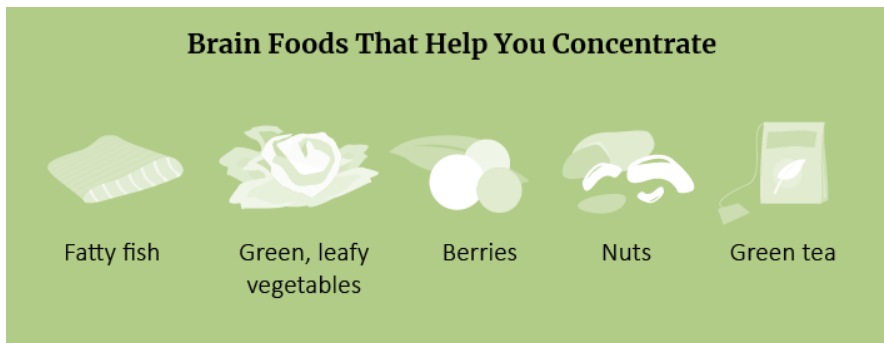 Brain Foods That Help You Concentrate
Fatty fish
Green, leafy
vegetables
Berries
Nuts
Green tea